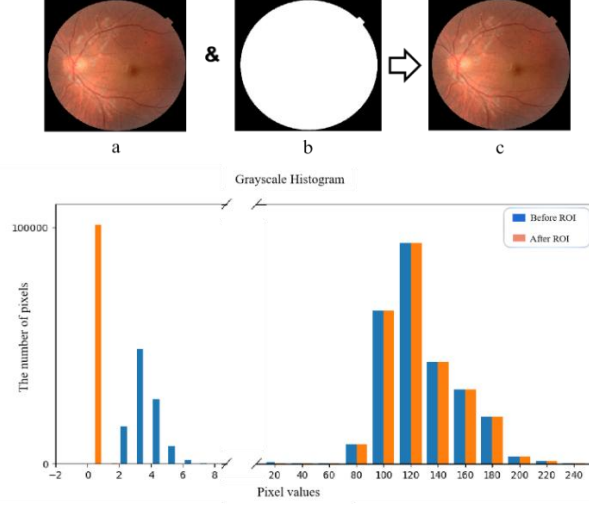 &
a b c
Grayscale Histogram
Before ROI
After ROI
100000
The number of pixels
0
−2 0 2 4 6 8 20 40 60 80 100 120 140 160 180 200 220 240
Pixel values